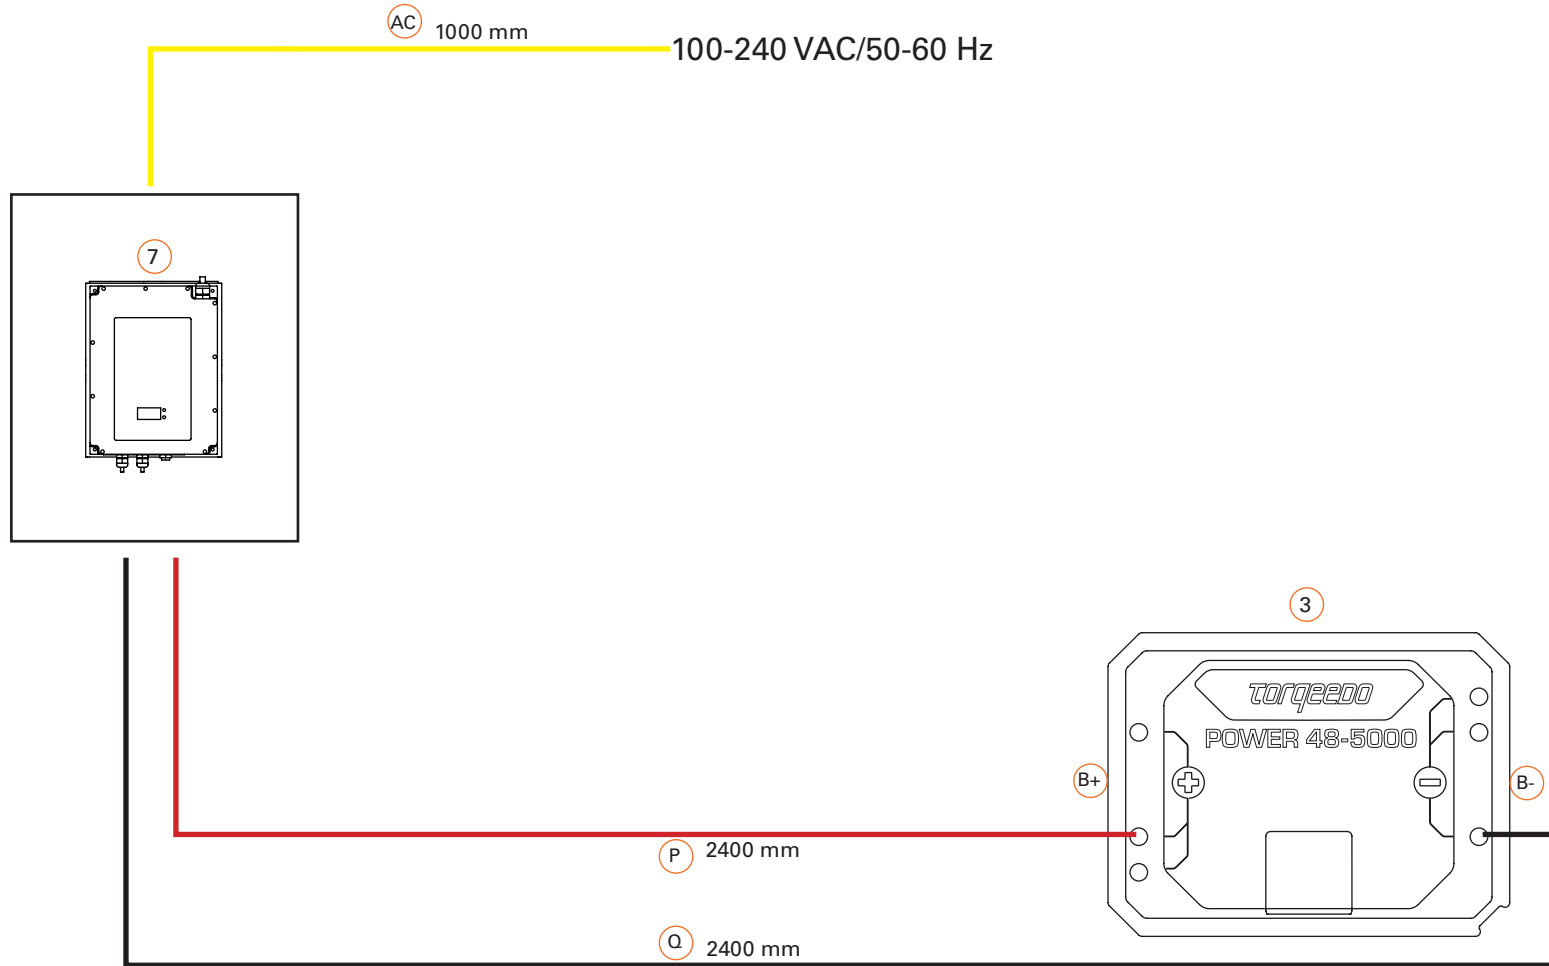 AC 1000 mm
100-240 VAC/50-60 Hz
7
3
TORQEEDO
POWER 48-5000
B+
B-
P 2400 mm
Q 2400 mm